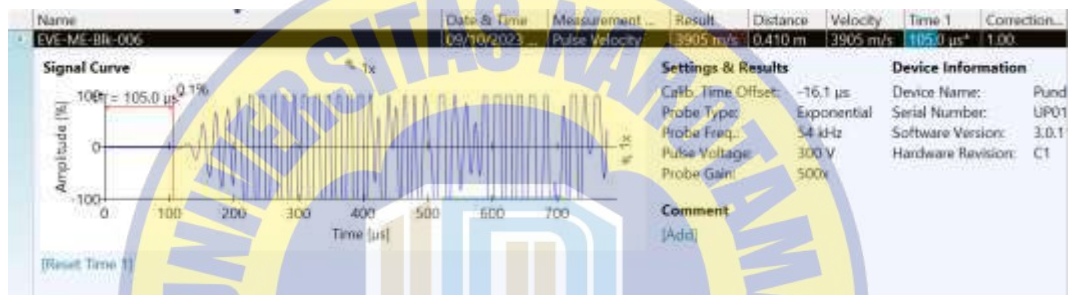 Name Date & Time Measurement ... Result Distance Velocity Time 1 Correction...
EVE-ME-Blk-006 09/10/2023 ... Pulse Velocity 3905 m/s 0.410 m 3905 m/s 105.0 µs* 1.00
Signal Curve 1x Settings & Results Device Information
Calib. Time Offset: -16.1 µs Device Name: Pund
Probe Type: Exponential Serial Number: UP01
Probe Freq.: 54 kHz Software Version: 3.0.1
Pulse Voltage: 300 V Hardware Revision: C1
Probe Gain: 500x
Amplitude [%]
100 = 105.0 µs 0.1%
0
-100
1x
0 100 200 300 400 500 600 700
Time [µs]
Comment
[Add]
[Reset Time 1]
UNIVERSITAS MATARAM